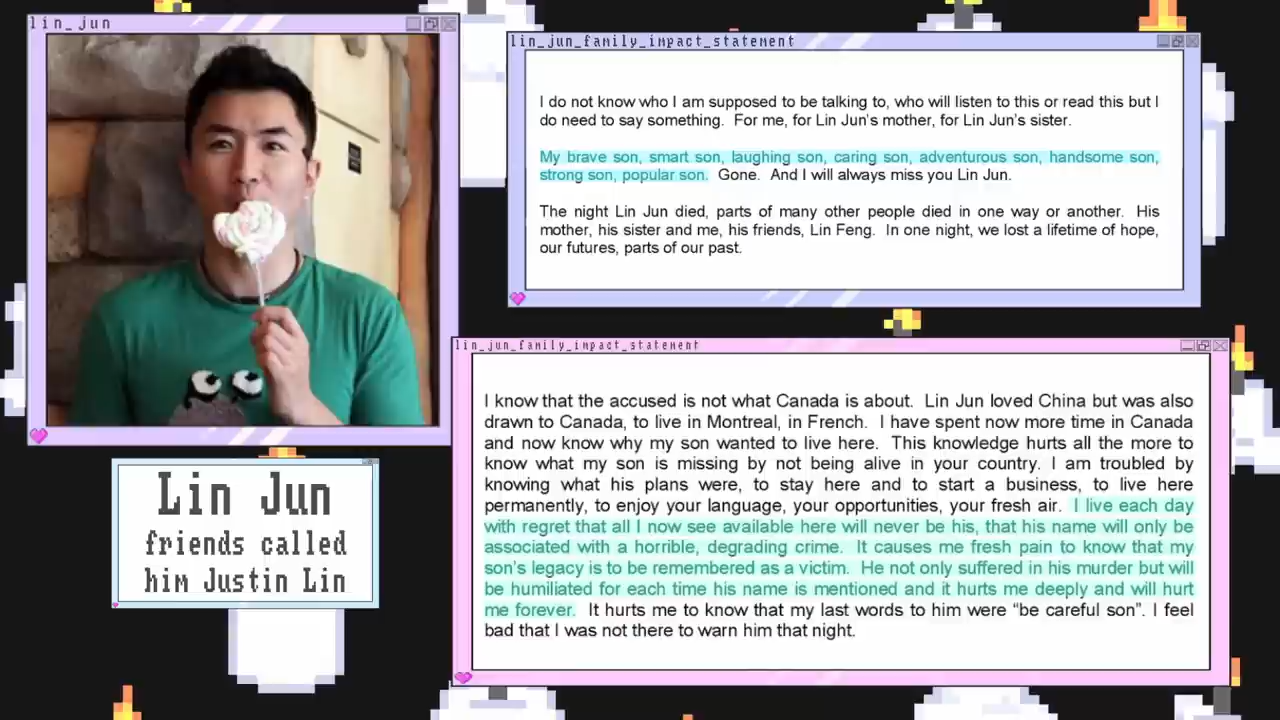 lin_jun
Lin Jun
friends called
him Justin Lin
lin_jun_family_impact_statement
I do not know who I am supposed to be talking to, who will listen to this or read this but I
do need to say something. For me, for Lin Jun's mother, for Lin Jun's sister.
My brave son, smart son, laughing son, caring son, adventurous son, handsome son,
strong son, popular son. Gone. And I will always miss you Lin Jun.
The night Lin Jun died, parts of many other people died in one way or another. His
mother, his sister and me, his friends, Lin Feng. In one night, we lost a lifetime of hope,
our futures, parts of our past.
lin_jun_family_impact_statement
I know that the accused is not what Canada is about. Lin Jun loved China but was also
drawn to Canada, to live in Montreal, in French. I have spent now more time in Canada
and now know why my son wanted to live here. This knowledge hurts all the more to
know what my son is missing by not being alive in your country. I am troubled by
knowing what his plans were, to stay here and to start a business, to live here
permanently, to enjoy your language, your opportunities, your fresh air. I live each day
with regret that all I now see available here will never be his, that his name will only be
associated with a horrible, degrading crime. It causes me fresh pain to know that my
son's legacy is to be remembered as a victim. He not only suffered in his murder but will
be humiliated for each time his name is mentioned and it hurts me deeply and will hurt
me forever. It hurts me to know that my last words to him were “be careful son”. I feel
bad that I was not there to warn him that night.